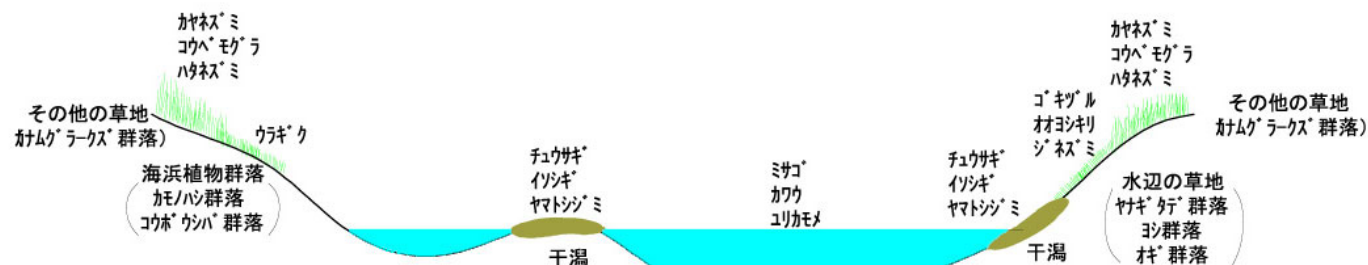 ｶﾔﾈｽﾞﾐ
ｺｳﾍﾞﾓｸﾞﾗ
ﾊﾀﾈｽﾞﾐ
その他の草地
ｶﾅﾑｸﾞﾗｰｸｽﾞ群落)
ｳﾗｷﾞｸ
海浜植物群落
ｶﾓﾉﾊｼ群落
ｺｳﾎﾞｳｼﾊﾞ群落
ﾁｭｳｻｷﾞ
ｲｿｼｷﾞ
ﾔﾏﾄｼｼﾞﾐ
干潟
ﾐｻｺﾞ
ｶﾜｳ
ﾕﾘｶﾓﾒ
ﾁｭｳｻｷﾞ
ｲｿｼｷﾞ
ﾔﾏﾄｼｼﾞﾐ
干潟
ｺﾞｷﾂﾞﾙ
ｵｵﾖｼｷﾘ
ｼﾞﾈｽﾞﾐ
ｶﾔﾈｽﾞﾐ
ｺｳﾍﾞﾓｸﾞﾗ
ﾊﾀﾈｽﾞﾐ
その他の草地
ｶﾅﾑｸﾞﾗｰｸｽﾞ群落)
水辺の草地
ﾔﾅｷﾞﾀﾃﾞ群落
ﾖｼ群落
ｵｷﾞ群落